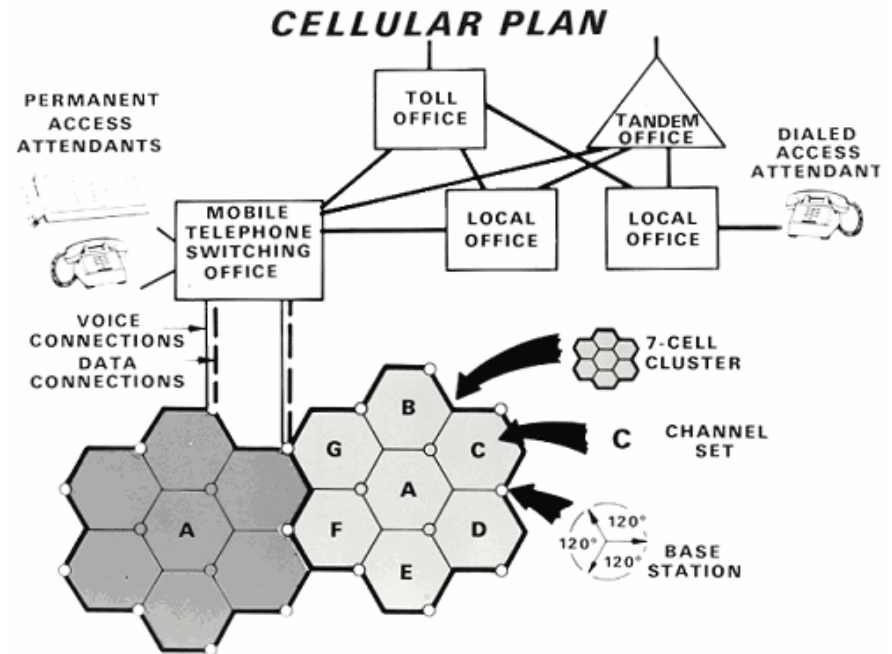 CELLULAR PLAN
PERMANENT
ACCESS
ATTENDANTS
TOLL
OFFICE
TANDEM
OFFICE
DIALED
ACCESS
ATTENDANT
MOBILE
TELEPHONE
SWITCHING
OFFICE
LOCAL
OFFICE
LOCAL
OFFICE
VOICE
CONNECTIONS
DATA
CONNECTIONS
7-CELL
CLUSTER
B
G
C
A
F
D
E
A
C
CHANNEL
SET
120°
120°
120°
BASE
STATION